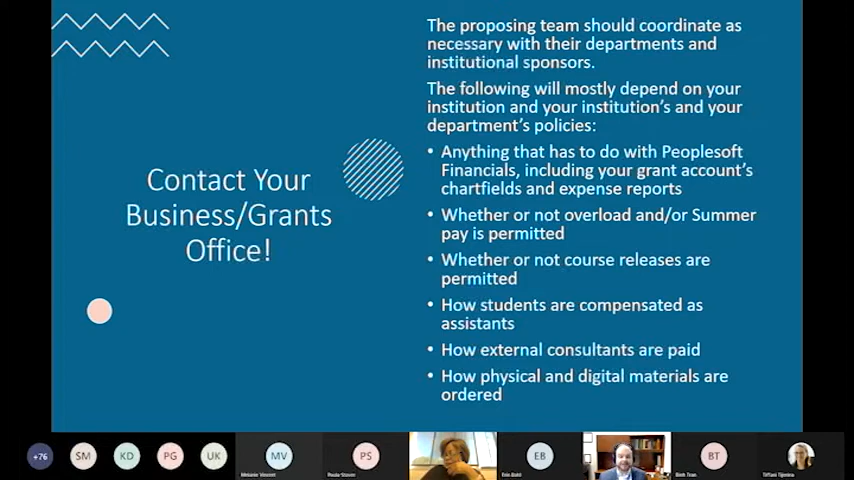 The proposing team should coordinate as
necessary with their departments and
institutional sponsors.
The following will mostly depend on your
institution and your institution's and your
department's policies:
• Anything that has to do with Peoplesoft
Financials, including your grant account's
chartfields and expense reports
• Whether or not overload and/or Summer
pay is permitted
• Whether or not course releases are
permitted
• How students are compensated as
assistants
• How external consultants are paid
• How physical and digital materials are
ordered
Contact Your
Business/Grants
Office!
+76
SM
KD
PG
UK
MV
PS
EB
BT
Melanie Vincent